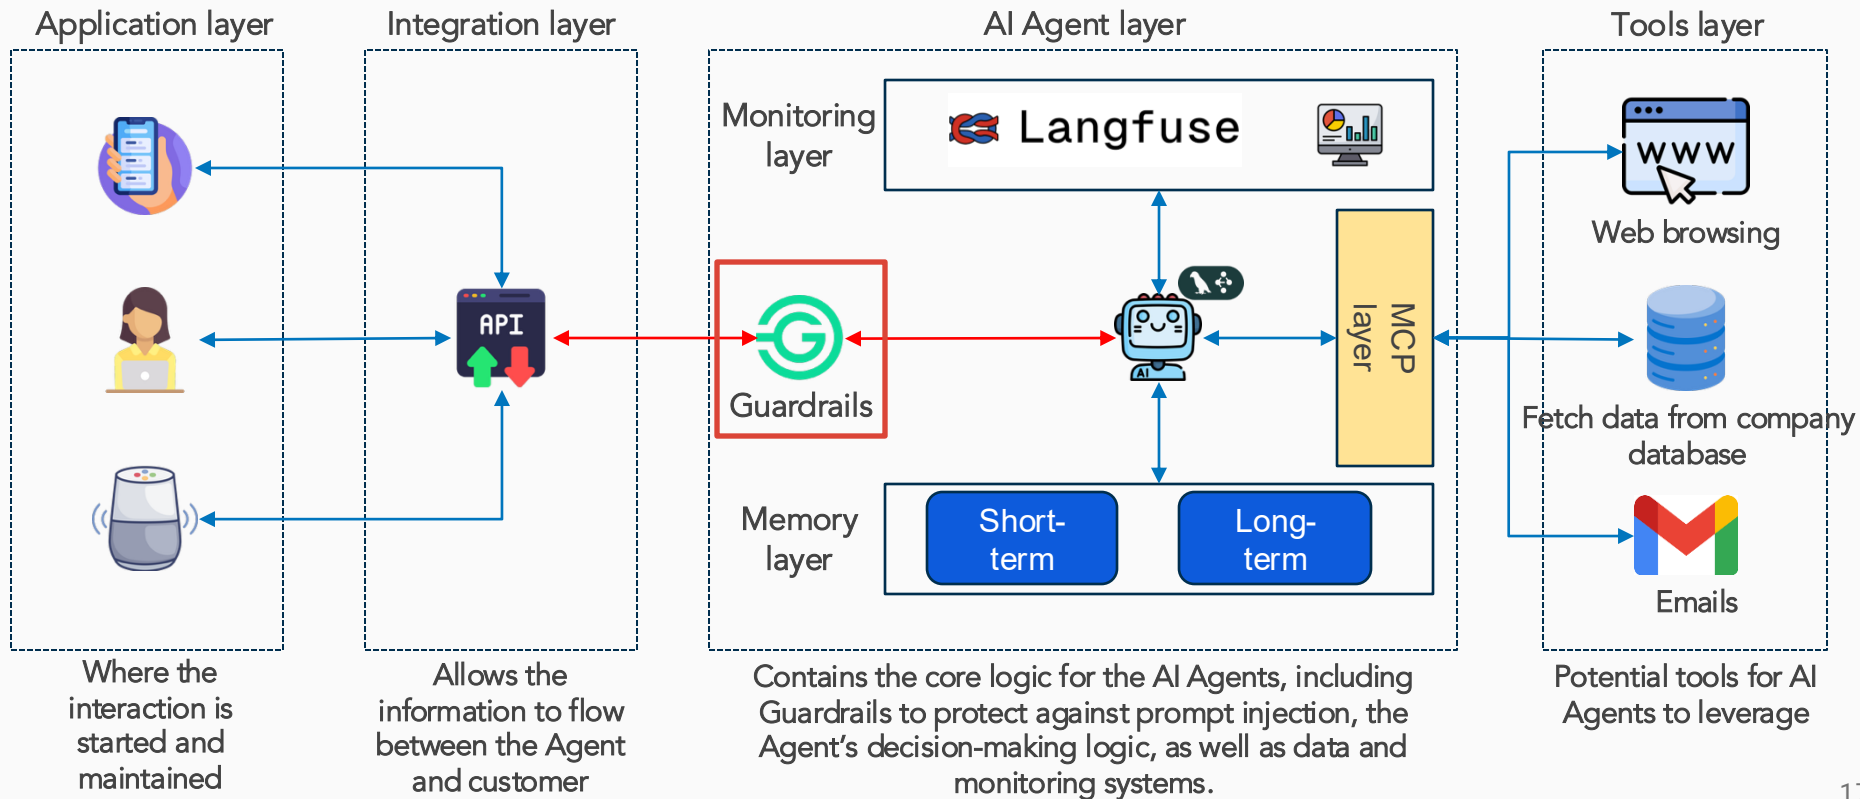 Application layer
Integration layer
AI Agent layer
Tools layer
Monitoring
layer
Langfuse
API
Guardrails
AI
MCP
layer
Memory
layer
Short-
term
Long-
term
WWW
Web browsing
Fetch data from company
database
Emails
Where the
interaction is
started and
maintained
Allows the
information to flow
between the Agent
and customer
Contains the core logic for the AI Agents, including
Guardrails to protect against prompt injection, the
Agent's decision-making logic, as well as data and
monitoring systems.
Potential tools for AI
Agents to leverage